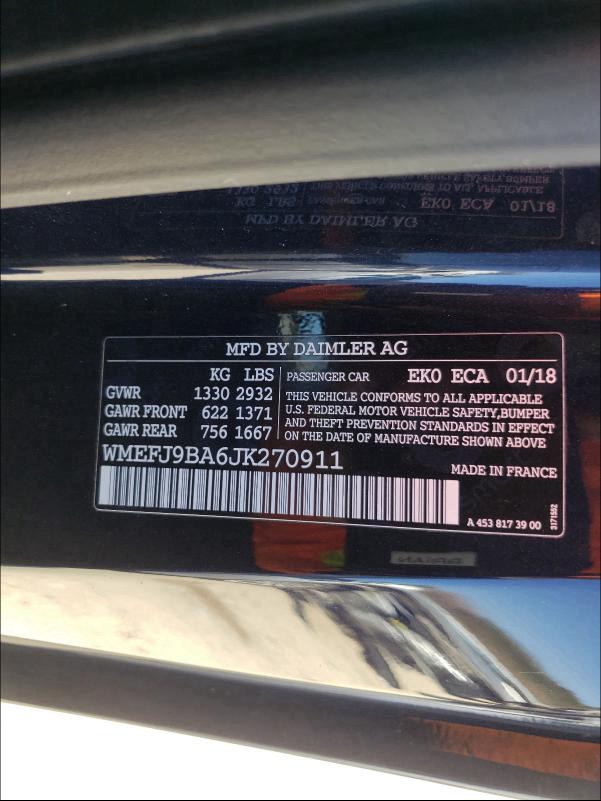 MFD BY DAIMLER AG
KG LBS
GVWR 1330 2932
GAWR FRONT 622 1371
GAWR REAR 756 1667
PASSENGER CAR EK0 ECA 01/18
THIS VEHICLE CONFORMS TO ALL APPLICABLE
U.S. FEDERAL MOTOR VEHICLE SAFETY,BUMPER
AND THEFT PREVENTION STANDARDS IN EFFECT
ON THE DATE OF MANUFACTURE SHOWN ABOVE
WMEFJ9BA6JK270911
MADE IN FRANCE
A 453 817 39 00
3171552